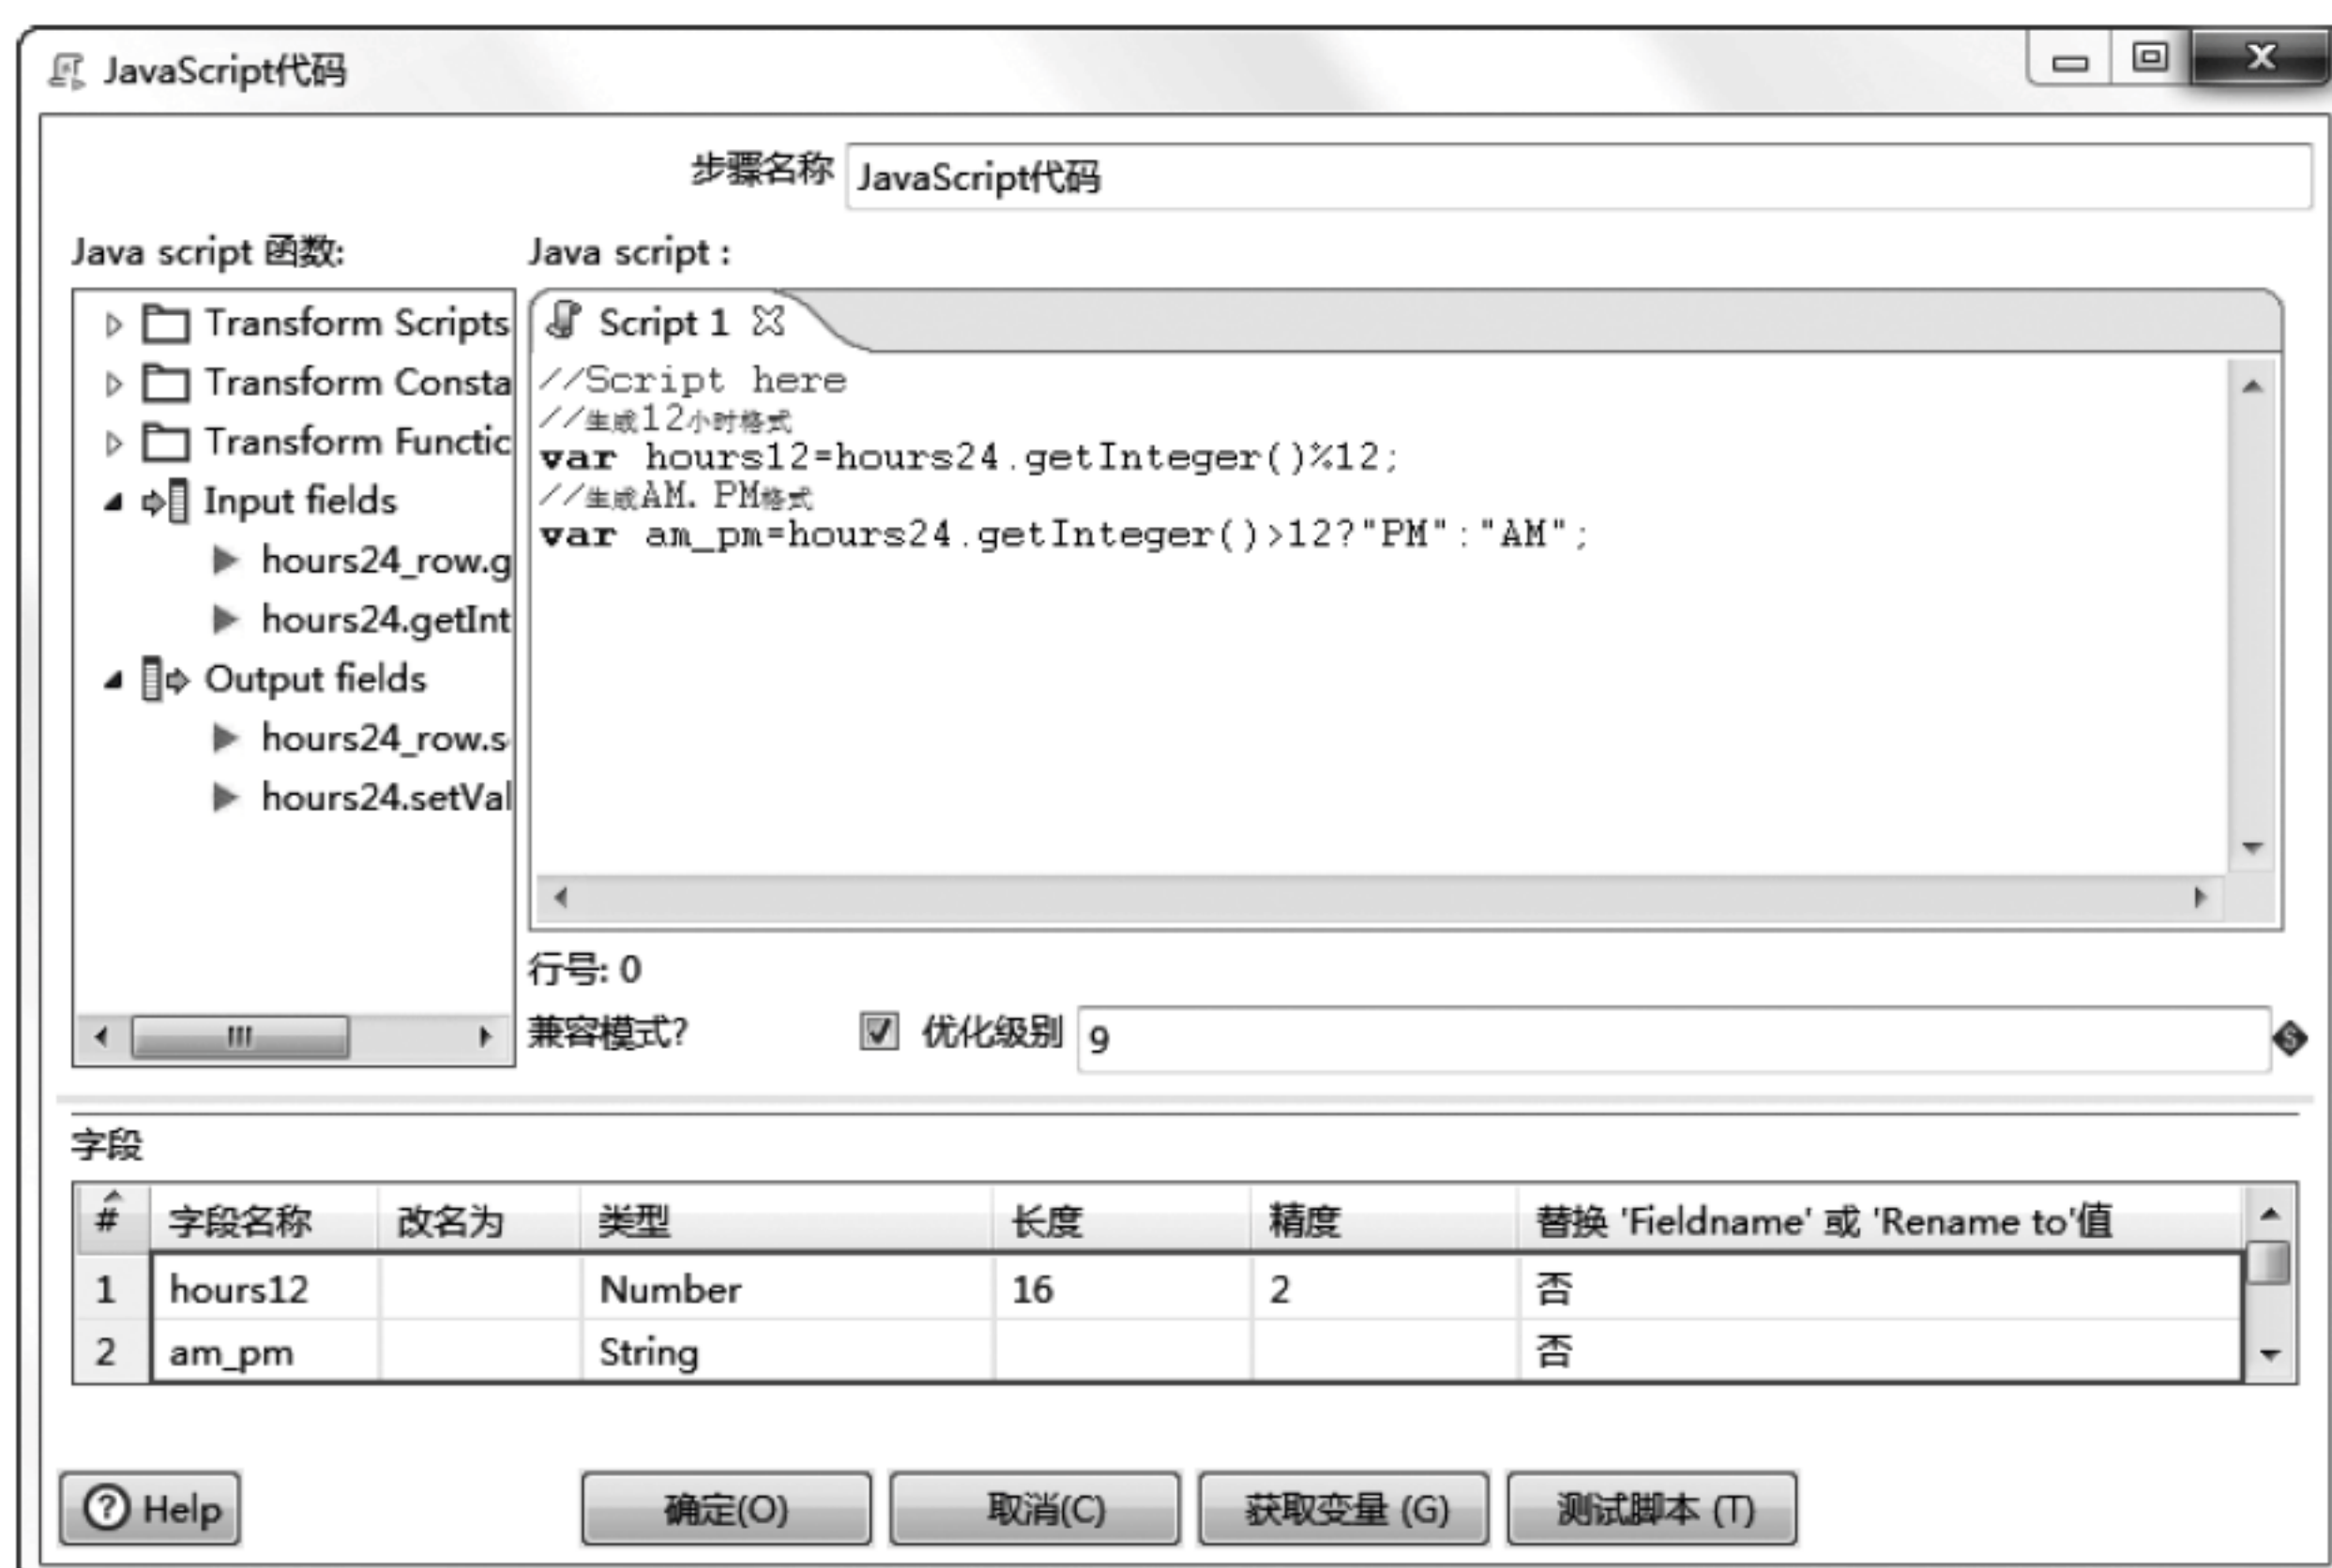 JavaScript代码
步骤名称 JavaScript代码
Java script 函数:
Java script :
Transform Scripts
Transform Consta
Transform Functic
Input fields
hours24_row.g
hours24.getInt
Output fields
hours24_row.s
hours24.setVal
Script 1
//Script here
//生成12小时格式
var hours12=hours24.getInteger()%12;
//生成AM. PM格式
var am_pm=hours24.getInteger()>12?"PM":"AM";
行号: 0
兼容模式? 优化级别 9
字段
# 字段名称 改名为 类型 长度 精度 替换 'Fieldname' 或 'Rename to'值
1 hours12 Number 16 2 否
2 am_pm String 否
Help 确定(O) 取消(C) 获取变量 (G) 测试脚本 (T)